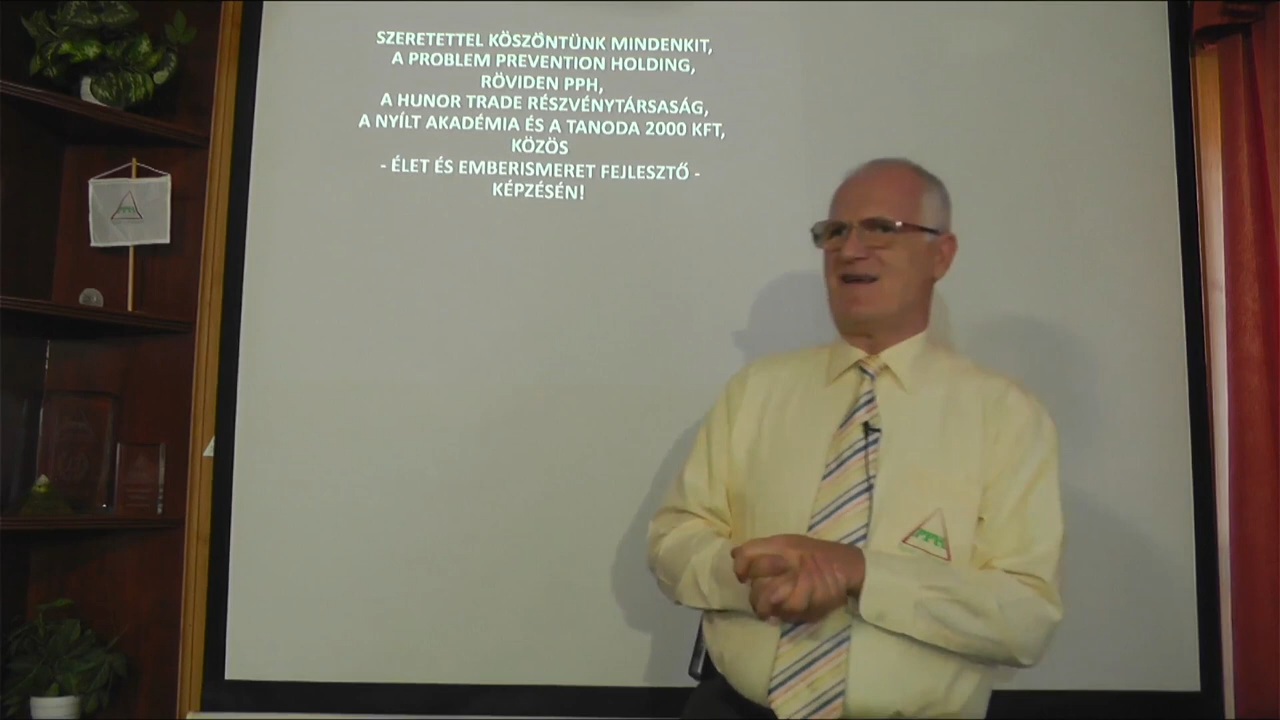 SZERETETTEL KÖSZÖNTÜNK MINDENKIT,
A PROBLEM PREVENTION HOLDING,
RÖVIDEN PPH,
A HUNOR TRADE RÉSZVÉNYTÁRSASÁG,
A NYÍLT AKADÉMIA ÉS A TANODA 2000 KFT,
KÖZÖS
- ÉLET ÉS EMBERISMERET FEJLESZTŐ -
KÉPZÉSÉN!